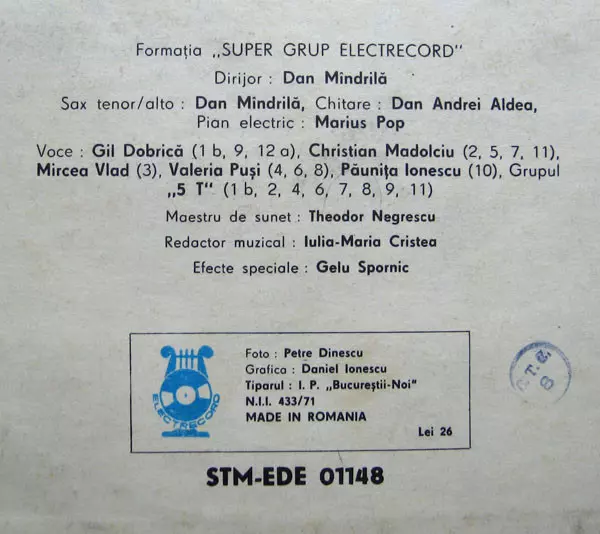 Formația „SUPER GRUP ELECTRECORD"
Dirijor : Dan Mîndrilă
Sax tenor/alto : Dan Mîndrilă, Chitare : Dan Andrei Aldea,
Pian electric : Marius Pop
Voce : Gil Dobrică (1 b, 9, 12 a), Christian Madolciu (2, 5, 7, 11),
Mircea Vlad (3), Valeria Puși (4, 6, 8), Păunița Ionescu (10), Grupul
„5 T" (1 b, 2, 4, 6, 7, 8, 9, 11)
Maestru de sunet : Theodor Negrescu
Redactor muzical : Iulia-Maria Cristea
Efecte speciale : Gelu Spornic
ELECTRECORD
Foto : Petre Dinescu
Grafica : Daniel Ionescu
Tiparul : I. P. „Bucureștii-Noi"
N.I.I. 433/71
MADE IN ROMANIA
Lei 26
STM-EDE 01148
8